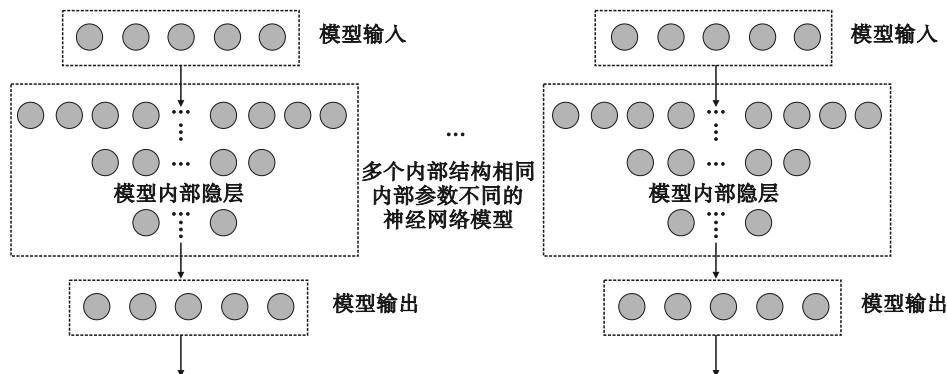 模型输入
模型输入
...
多个内部结构相同
内部参数不同的
神经网络模型
模型内部隐层
模型内部隐层
模型输出
模型输出